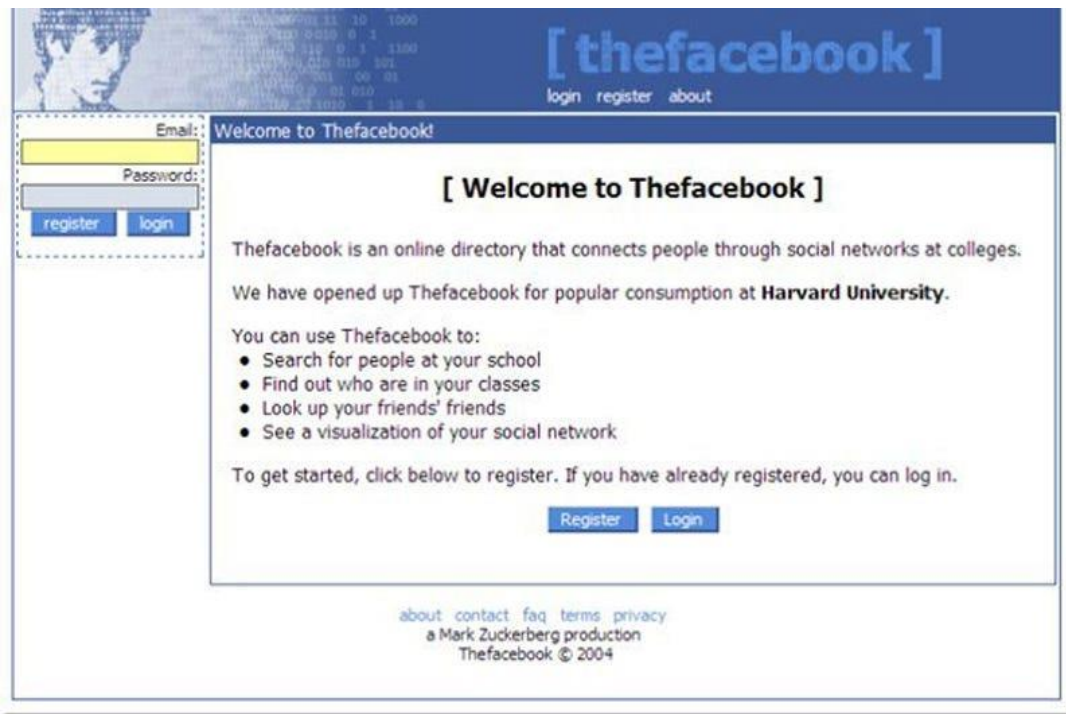 [ thefacebook ]
login register about
Email:
Password:
register login
Welcome to Thefacebook!
[ Welcome to Thefacebook ]
Thefacebook is an online directory that connects people through social networks at colleges.
We have opened up Thefacebook for popular consumption at Harvard University.
You can use Thefacebook to:
• Search for people at your school
• Find out who are in your classes
• Look up your friends' friends
• See a visualization of your social network
To get started, click below to register. If you have already registered, you can log in.
Register Login
about contact faq terms privacy
a Mark Zuckerberg production
Thefacebook © 2004